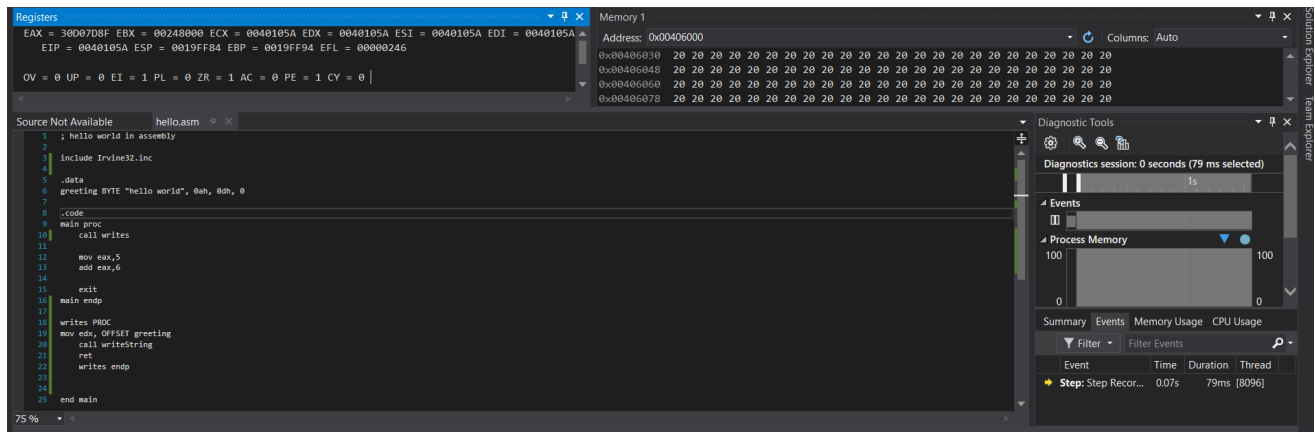 Registers
EAX = 30D07D8F EBX = 00248000 ECX = 0040105A EDX = 0040105A ESI = 0040105A EDI = 0040105A
EIP = 0040105A ESP = 0019FF84 EBP = 0019FF94 EFL = 00000246
OV = 0 UP = 0 EI = 1 PL = 0 ZR = 1 AC = 0 PE = 1 CY = 0
Memory 1
Address: 0x00406000
Columns: Auto
0x00406030 20 20 20 20 20 20 20 20 20 20 20 20 20 20 20 20 20 20 20 20 20 20 20 20
0x00406048 20 20 20 20 20 20 20 20 20 20 20 20 20 20 20 20 20 20 20 20 20 20 20 20
0x00406060 20 20 20 20 20 20 20 20 20 20 20 20 20 20 20 20 20 20 20 20 20 20 20 20
0x00406078 20 20 20 20 20 20 20 20 20 20 20 20 20 20 20 20 20 20 20 20 20 20 20 20
Solution Explorer
Team Explorer
Source Not Available hello.asm
1 ; hello world in assembly
2
3 include Irvine32.inc
4
5 .data
6 greeting BYTE "hello world", 0ah, 0dh, 0
7
8 .code
9 main proc
10 call writes
11
12 mov eax,5
13 add eax,6
14
15 exit
16 main endp
17
18 writes PROC
19 mov edx, OFFSET greeting
20 call writeString
21 ret
22 writes endp
23
24
25 end main
75 %
Diagnostic Tools
Diagnostics session: 0 seconds (79 ms selected)
1s
Events
Process Memory
100 100
0 0
Summary Events Memory Usage CPU Usage
Filter Filter Events
Event Time Duration Thread
Step: Step Recor... 0.07s 79ms [8096]